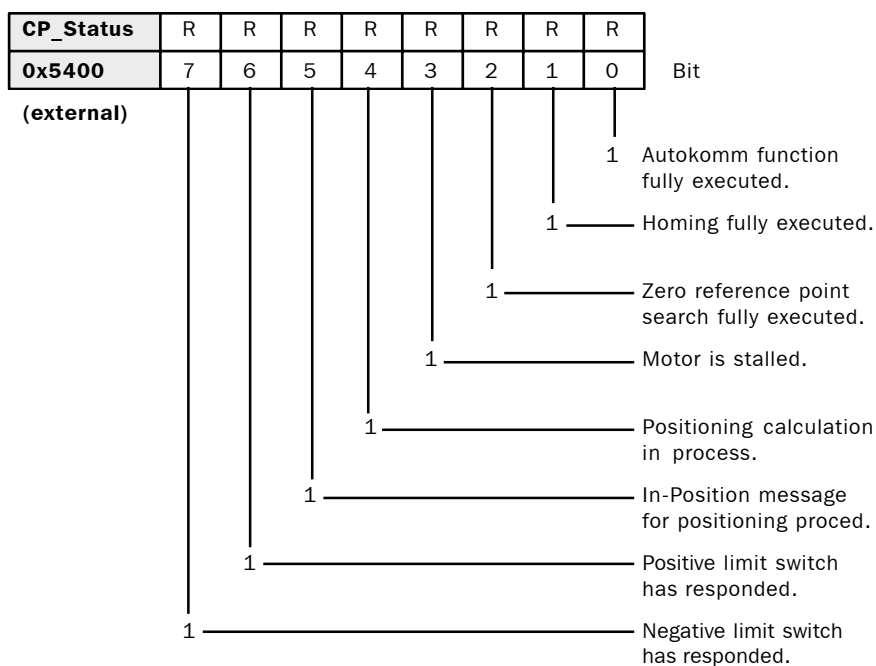 CP_Status R R R R R R R R
0x5400 7 6 5 4 3 2 1 0 Bit
(external)
1 Autokomm function
fully executed.
1 Homing fully executed.
1 Zero reference point
search fully executed.
1 Motor is stalled.
1 Positioning calculation
in process.
1 In-Position message
for positioning proced.
1 Positive limit switch
has responded.
1 Negative limit switch
has responded.